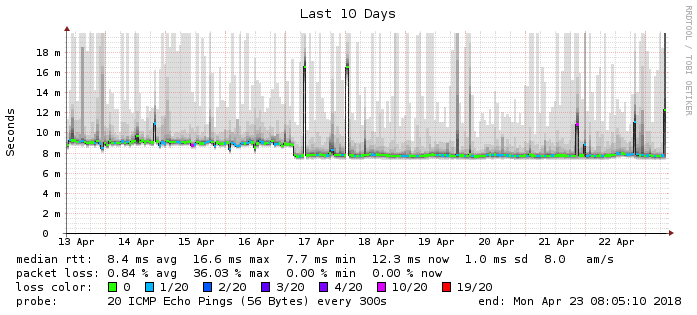 Last 10 Days
RRDTOOL / TOBI OETIKER
Seconds
18 m
16 m
14 m
12 m
10 m
8 m
6 m
4 m
2 m
0
13 Apr 14 Apr 15 Apr 16 Apr 17 Apr 18 Apr 19 Apr 20 Apr 21 Apr 22 Apr
median rtt: 8.4 ms avg 16.6 ms max 7.7 ms min 12.3 ms now 1.0 ms sd 8.0 am/s
packet loss: 0.84 % avg 36.03 % max 0.00 % min 0.00 % now
loss color: 0 1/20 2/20 3/20 4/20 10/20 19/20
probe: 20 ICMP Echo Pings (56 Bytes) every 300s end: Mon Apr 23 08:05:10 2018